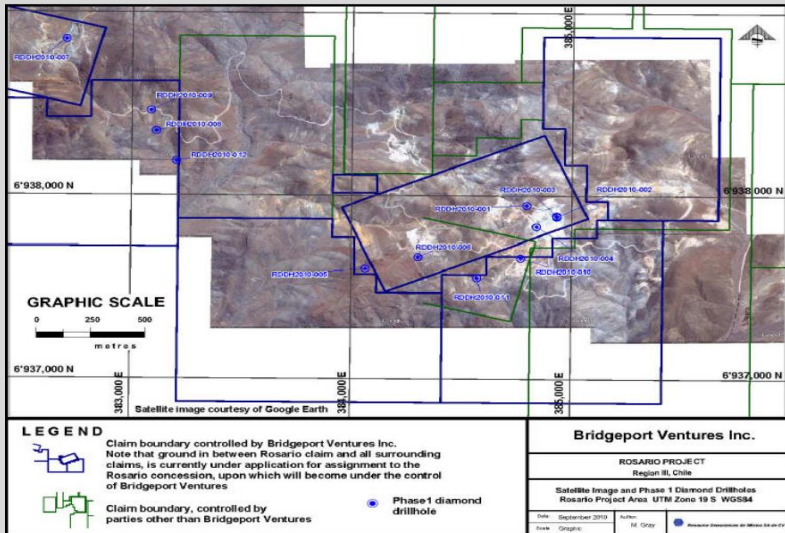 385,000 E
RDDH2010-007
RDDH2010-009
RDDH2010-008
RDDH2010-012
6'938,000 N
6'938,000 N
RDDH2010-003
RDDH2010-002
RDDH2010-001
RDDH2010-006
RDDH2010-004
RDDH2010-005
RDDH2010-010
RDDH2010-011
GRAPHIC SCALE
0 250 500
metres
6'937,000 N
6'937,000 N
383,000 E
384,000 E
385,000 E
Satellite image courtesy of Google Earth
LEGEND
Claim boundary controlled by Bridgeport Ventures Inc.
Note that ground in between Rosario claim and all surrounding
claims, is currently under application for assignment to the
Rosario concession, upon which will become under the control
of Bridgeport Ventures
Claim boundary, controlled by
parties other than Bridgeport Ventures
Phase1 diamond
drillhole
Bridgeport Ventures Inc.
ROSARIO PROJECT
Region III, Chile
Satellite Image and Phase 1 Diamond Drillholes
Rosario Project Area UTM Zone 19 S WGS84
Date: September 2010
Author: M. Gray
Scale: Graphic